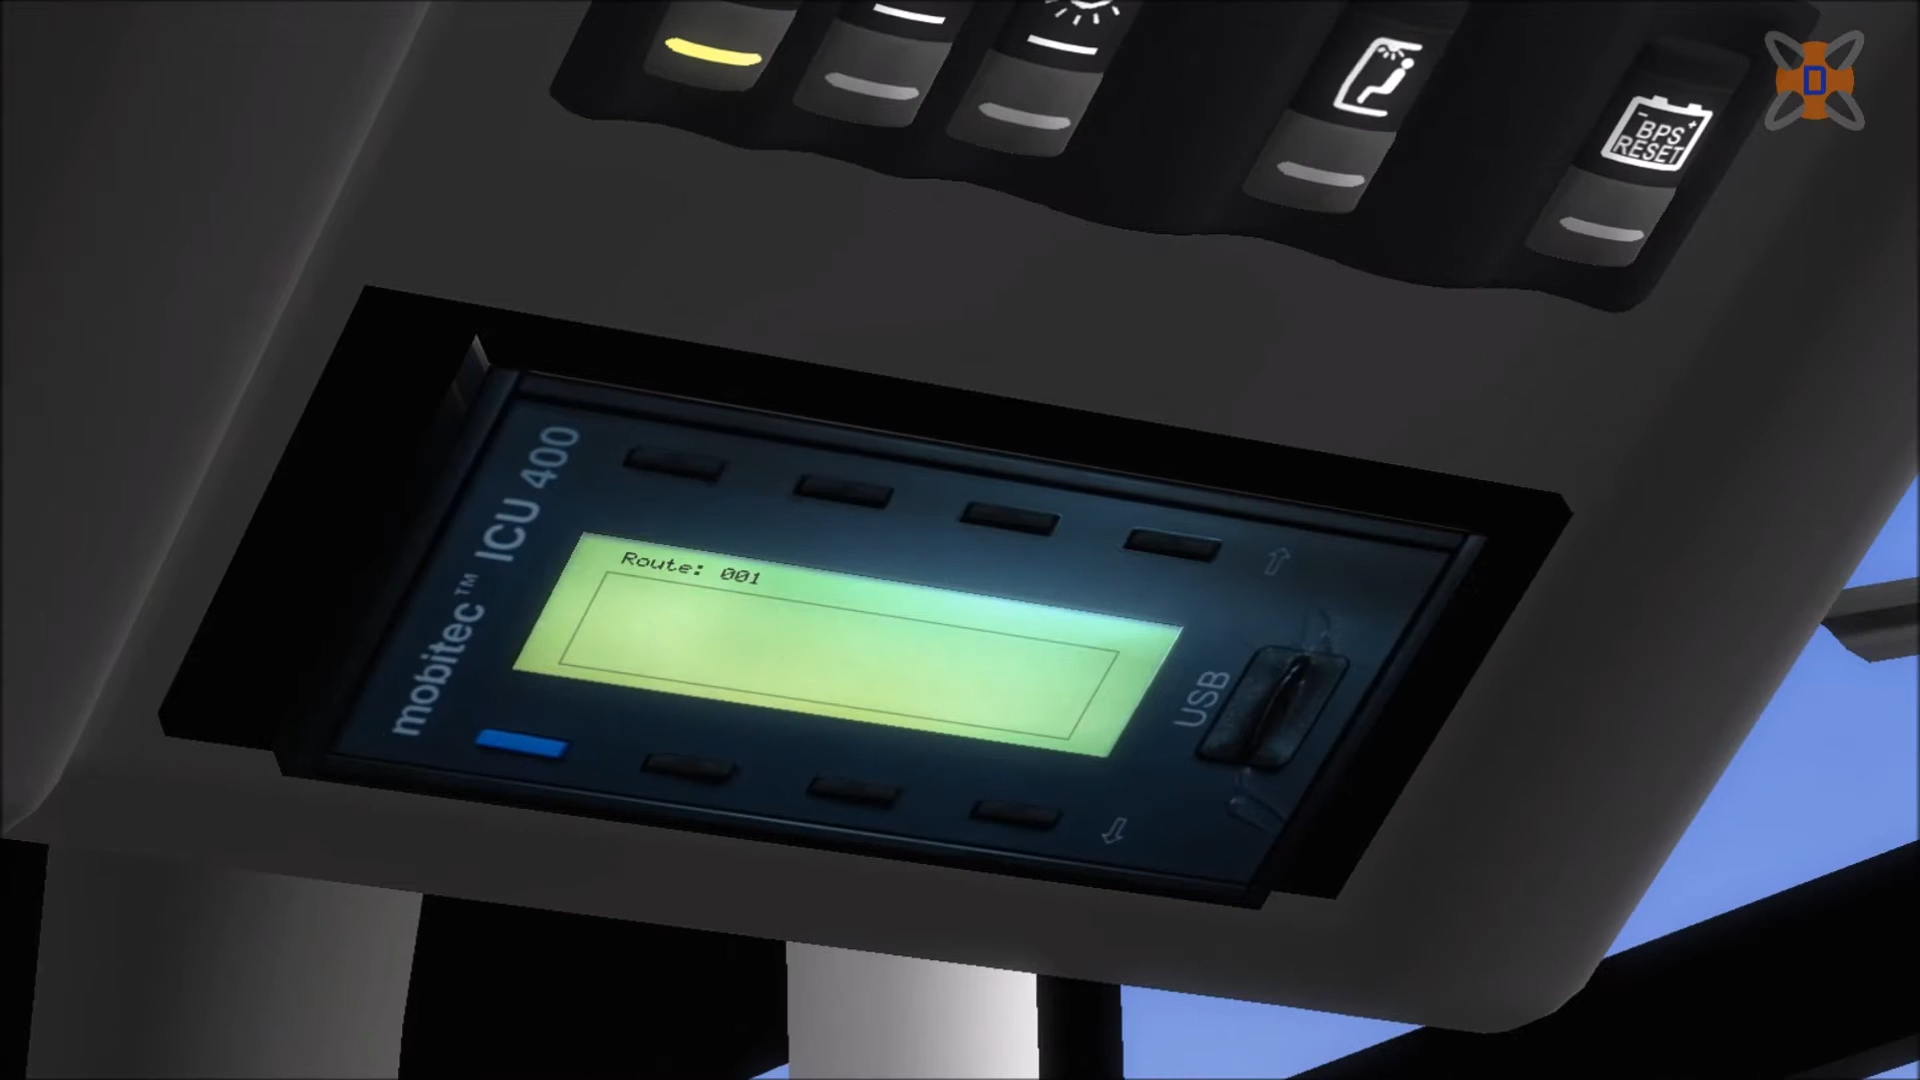 BPS
RESET
mobitec™ ICU 400
Route: 001
USB
D